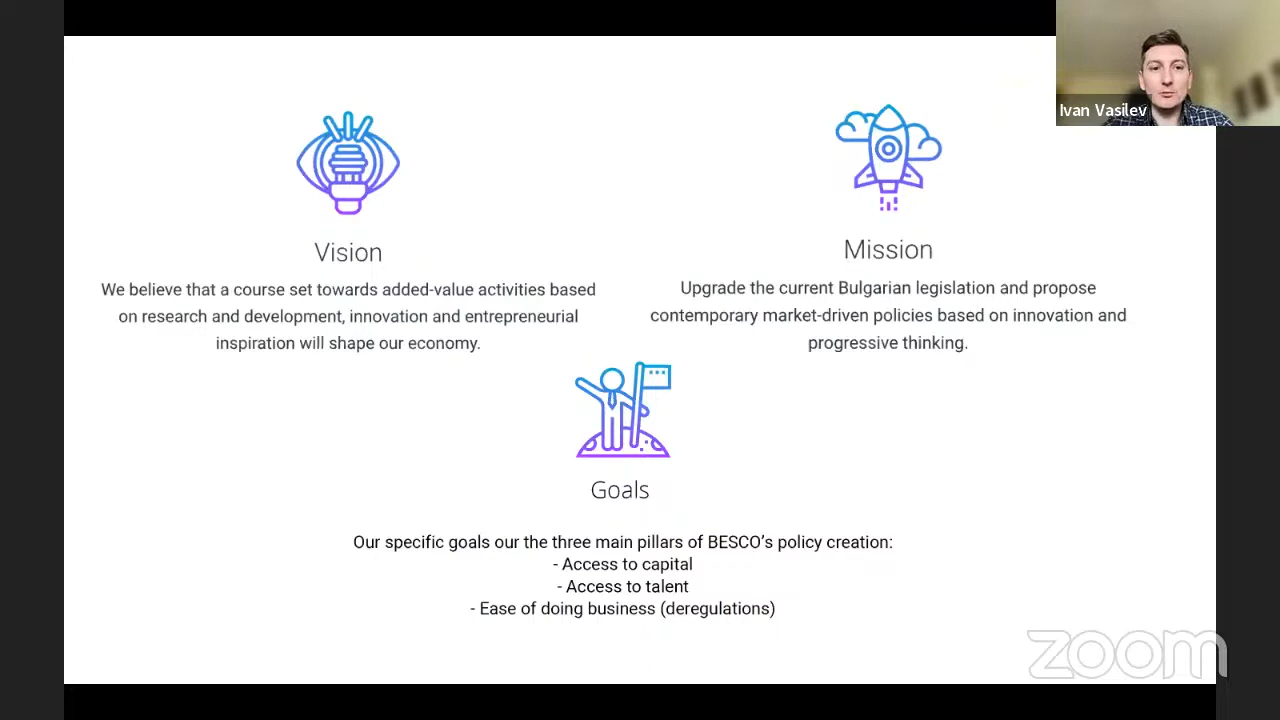 Ivan Vasilev
Vision
We believe that a course set towards added-value activities based
on research and development, innovation and entrepreneurial
inspiration will shape our economy.
Mission
Upgrade the current Bulgarian legislation and propose
contemporary market-driven policies based on innovation and
progressive thinking.
Goals
Our specific goals our the three main pillars of BESCO’s policy creation:
- Access to capital
- Access to talent
- Ease of doing business (deregulations)
zoom